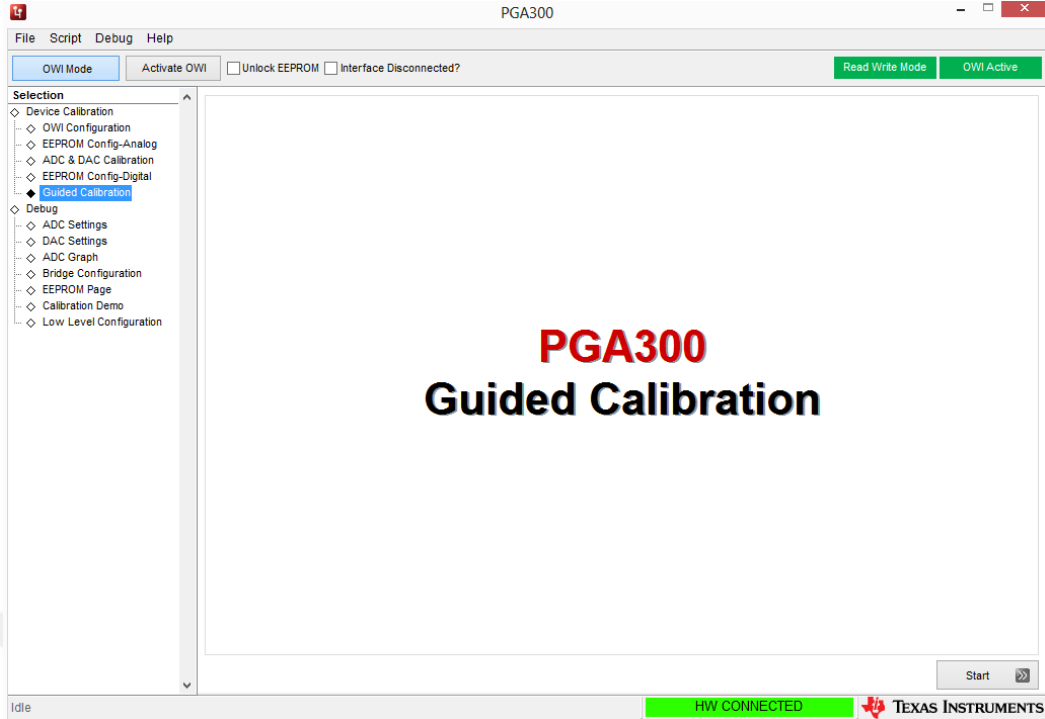 PGA300
File Script Debug Help
OWI Mode Activate OWI Unlock EEPROM Interface Disconnected? Read Write Mode OWI Active
Selection
Device Calibration
OWI Configuration
EEPROM Config-Analog
ADC & DAC Calibration
EEPROM Config-Digital
Guided Calibration
Debug
ADC Settings
DAC Settings
ADC Graph
Bridge Configuration
EEPROM Page
Calibration Demo
Low Level Configuration
PGA300
Guided Calibration
Start
Idle HW CONNECTED TEXAS INSTRUMENTS